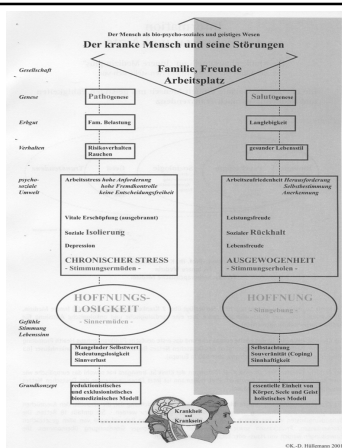 Der Mensch als bio-psycho-soziales und geistiges Wesen
Der kranke Mensch und seine Störungen
Gesellschaft
Familie, Freunde
Arbeitsplatz
Genese
Pathogenese
Salutogenese
Erbgut
Fam. Belastung
Langlebigkeit
Verhalten
Risikoverhalten
Rauchen
gesunder Lebensstil
psycho-
soziale
Umwelt
Arbeitsstress hohe Anforderung
hohe Fremdkontrolle
keine Entscheidungsfreiheit
Vitale Erschöpfung (ausgebrannt)
Soziale Isolierung
Depression
CHRONISCHER STRESS
- Stimmungsermüden -
Arbeitszufriedenheit Herausforderung
Selbstbestimmung
Anerkennung
Leistungsfreude
Sozialer Rückhalt
Lebensfreude
AUSGEWOGENHEIT
- Stimmungserholen -
Gefühle
Stimmung
Lebenssinn
HOFFNUNGS-
LOSIGKEIT
- Sinnermüden -
HOFFNUNG
- Sinngebung -
Mangelnder Selbstwert
Bedeutungslosigkeit
Sinnverlust
Selbstachtung
Souveränität (Coping)
Sinnhaftigkeit
Grundkonzept
reduktionistisches
und exklusionistisches
biomedizinisches Modell
essentielle Einheit von
Körper, Seele und Geist
holistisches Modell
Krankheit
und
Kranksein
©K.-D. Hüllemann 2001